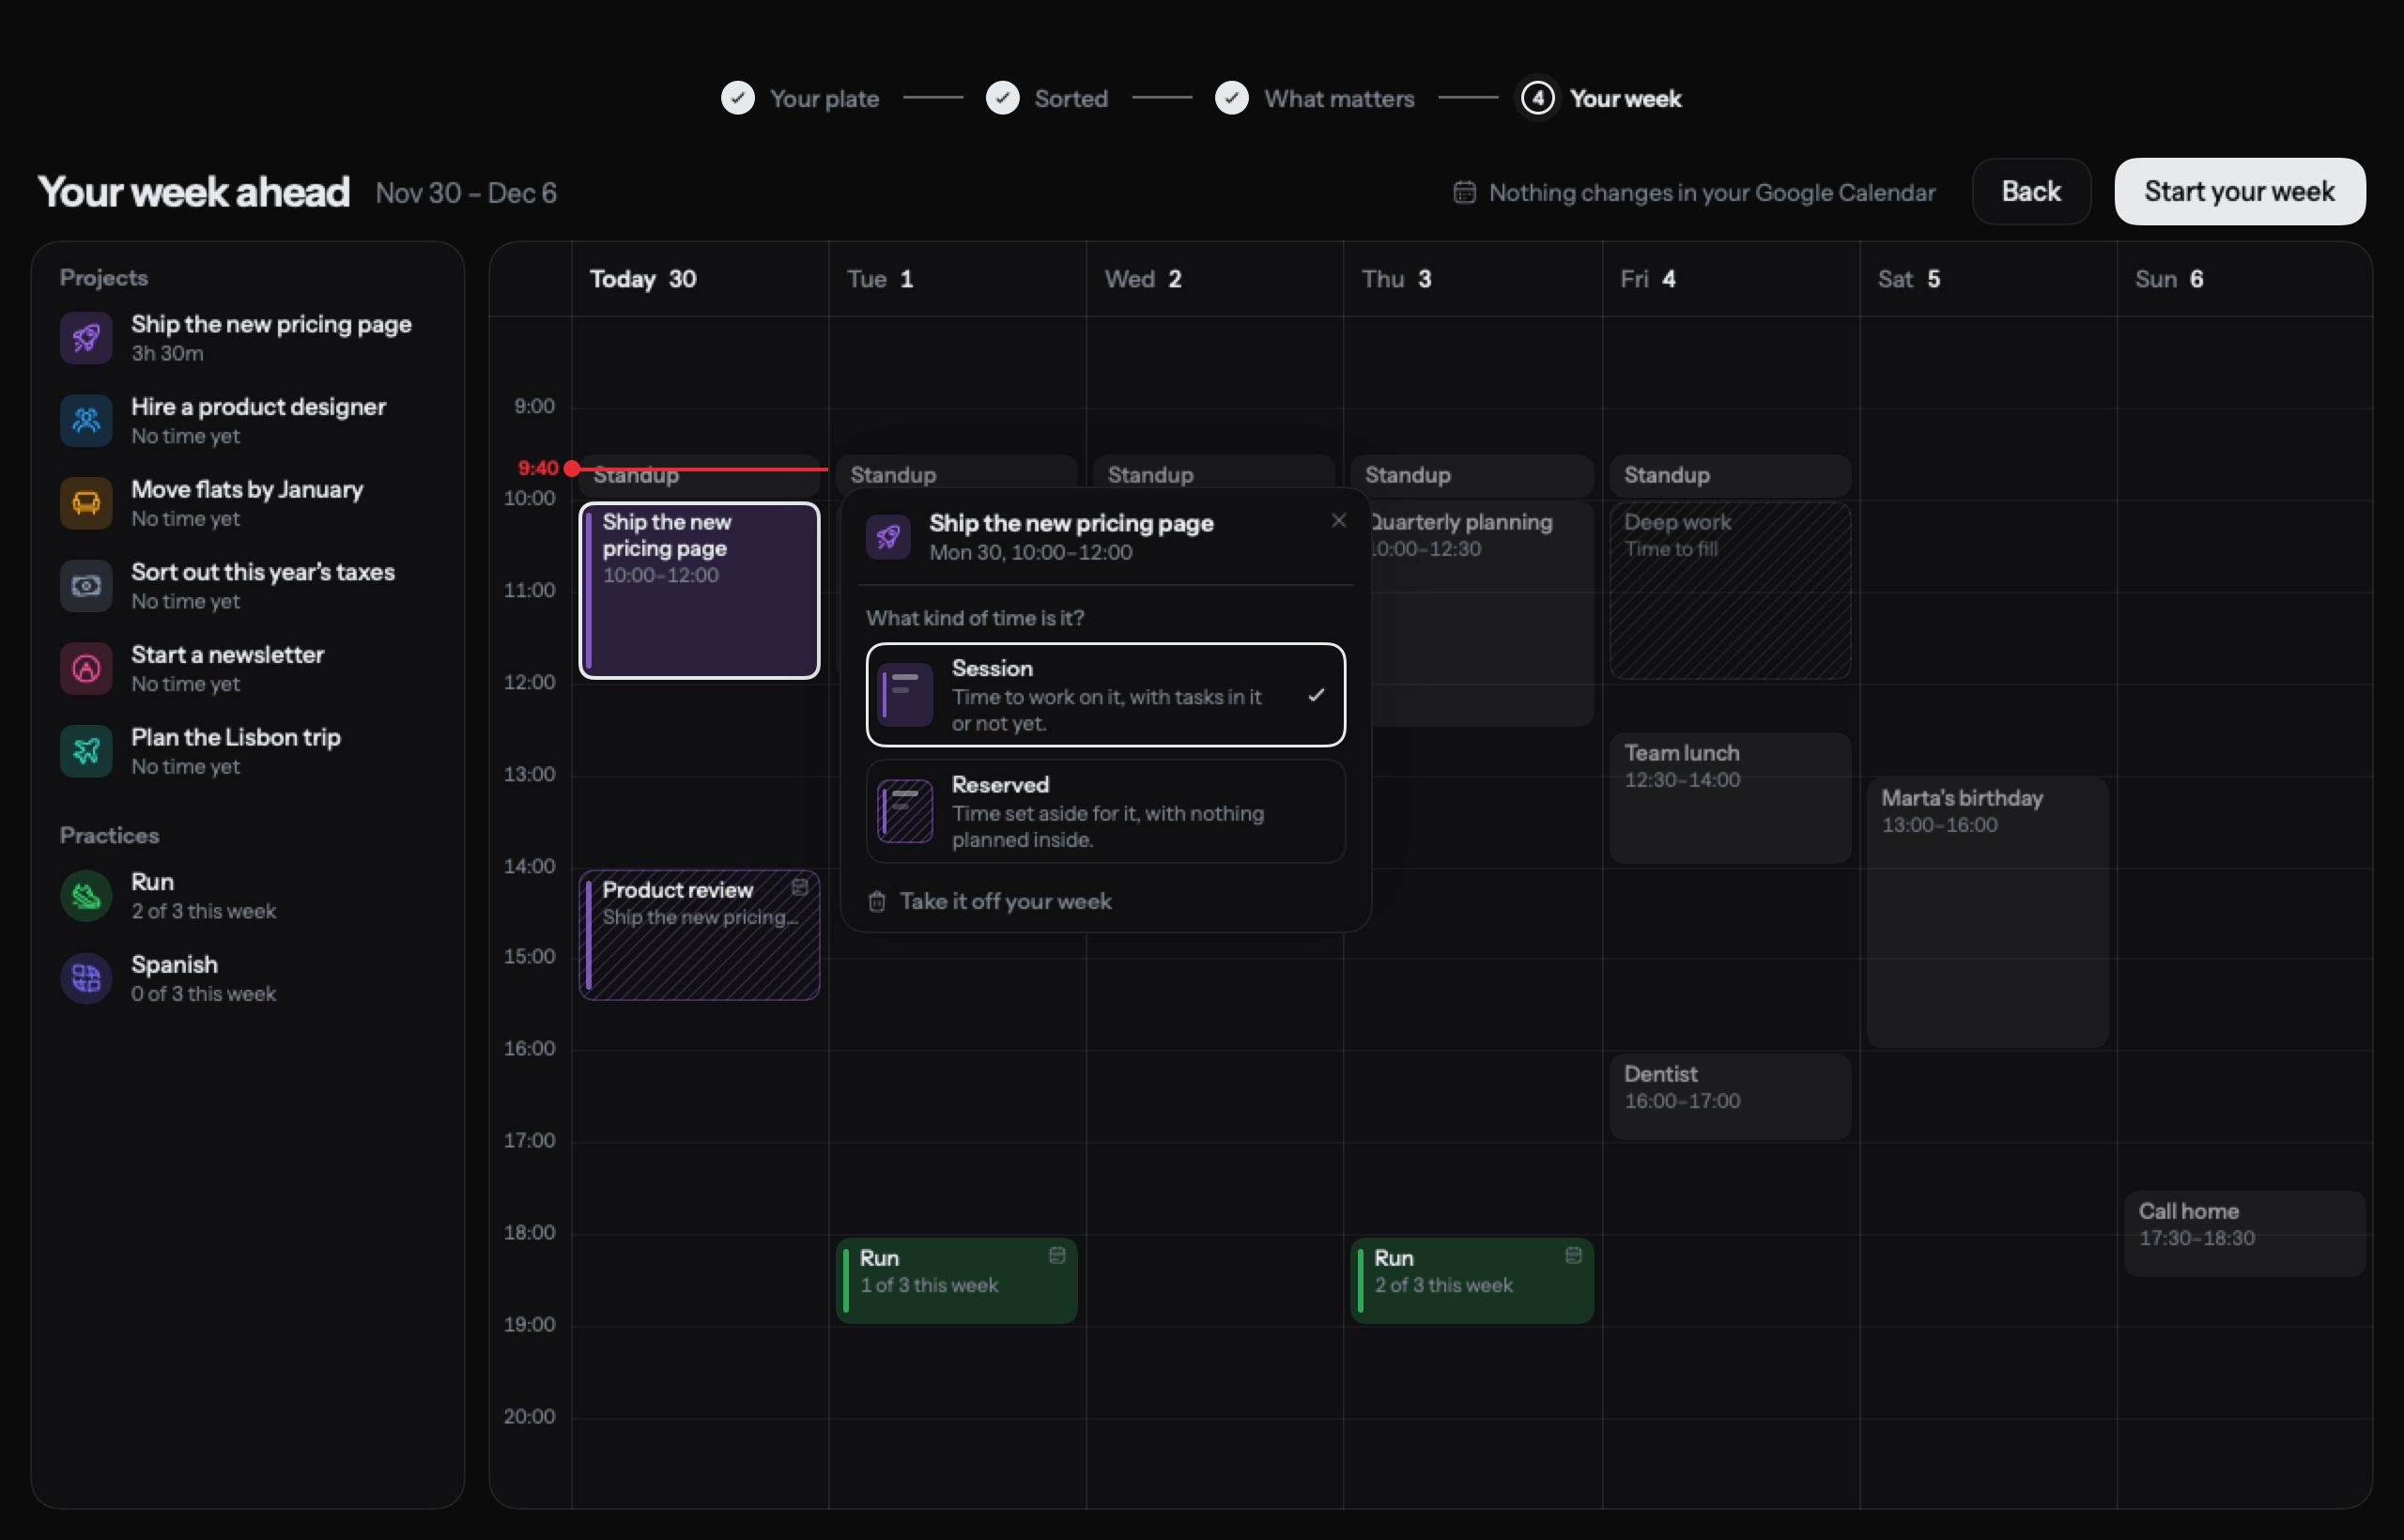 Your plate
Sorted
What matters
4 Your week
Your week ahead Nov 30 – Dec 6
Nothing changes in your Google Calendar
Back
Start your week
Projects
Ship the new pricing page
3h 30m
Hire a product designer
No time yet
Move flats by January
No time yet
Sort out this year’s taxes
No time yet
Start a newsletter
No time yet
Plan the Lisbon trip
No time yet
Practices
Run
2 of 3 this week
Spanish
0 of 3 this week
Today 30
Tue 1
Wed 2
Thu 3
Fri 4
Sat 5
Sun 6
9:00
9:40
10:00
11:00
12:00
13:00
14:00
15:00
16:00
17:00
18:00
19:00
20:00
Standup
Ship the new
pricing page
10:00–12:00
Product review
Ship the new pricing...
Standup
Run
1 of 3 this week
Standup
Ship the new pricing page
Mon 30, 10:00–12:00
What kind of time is it?
Session
Time to work on it, with tasks in it
or not yet.
Reserved
Time set aside for it, with nothing
planned inside.
Take it off your week
Standup
Quarterly planning
10:00–12:30
Run
2 of 3 this week
Standup
Deep work
Time to fill
Team lunch
12:30–14:00
Dentist
16:00–17:00
Marta’s birthday
13:00–16:00
Call home
17:30–18:30